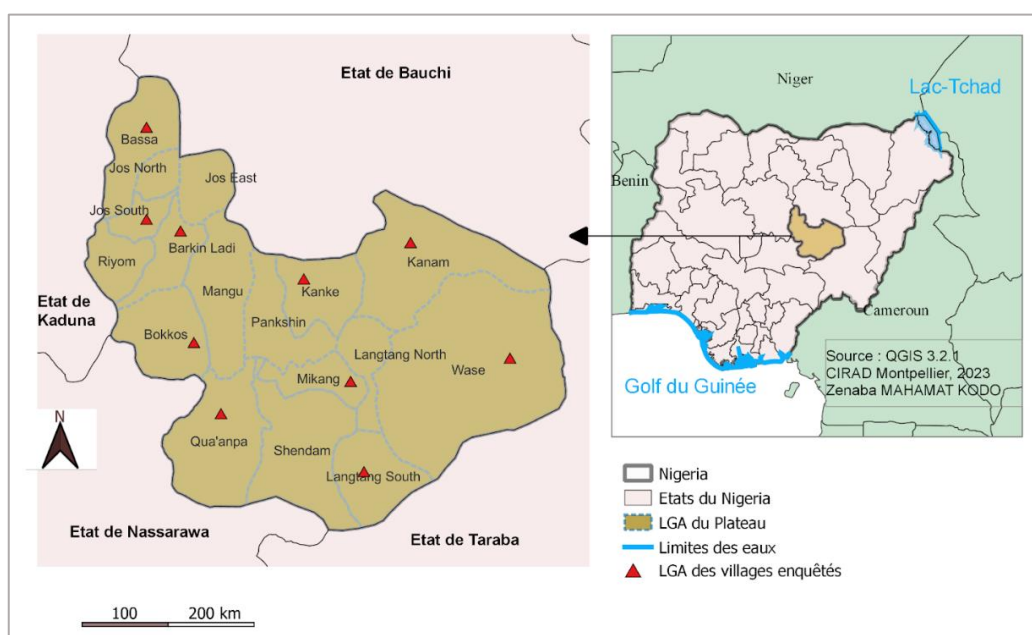 Etat de Bauchi
Bassa
Jos North
Jos East
Jos South
Barkin Ladi
Riyom
Kanam
Mangu
Kanke
Etat de
Kaduna
Pankshin
Bokkos
Langtang North
Wase
Mikang
N
Qua'anpa
Shendam
Langtang South
Etat de Nassarawa
Etat de Taraba
100
200 km
Niger
Lac-Tchad
Benin
Cameroun
Golf du Guinée
Source : QGIS 3.2.1
CIRAD Montpellier, 2023
Zenaba MAHAMAT KODO
Nigeria
Etats du Nigeria
LGA du Plateau
Limites des eaux
LGA des villages enquêtés